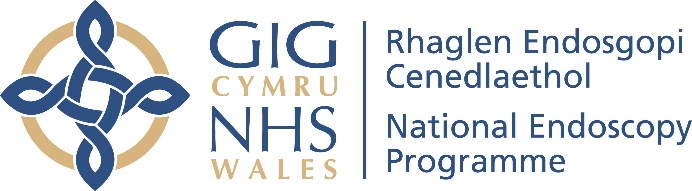 GIG
CYMRU
NHS
WALES
Rhaglen Endosgopi
Cenedlaethol
National Endoscopy
Programme